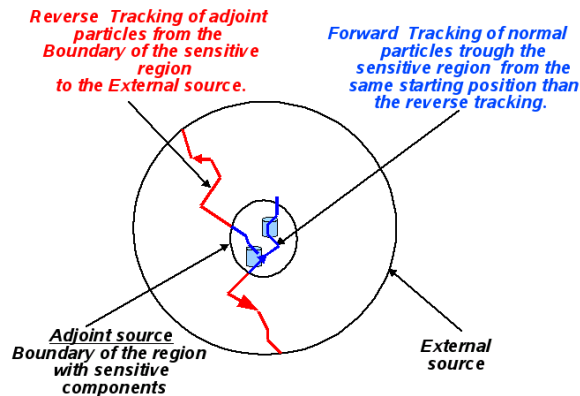 Reverse Tracking of adjoint
particles from the
Boundary of the sensitive
region
to the External source.
Forward Tracking of normal
particles trough the
sensitive region from the
same starting position than
the reverse tracking.
Adjoint source
Boundary of the region
with sensitive
components
External
source